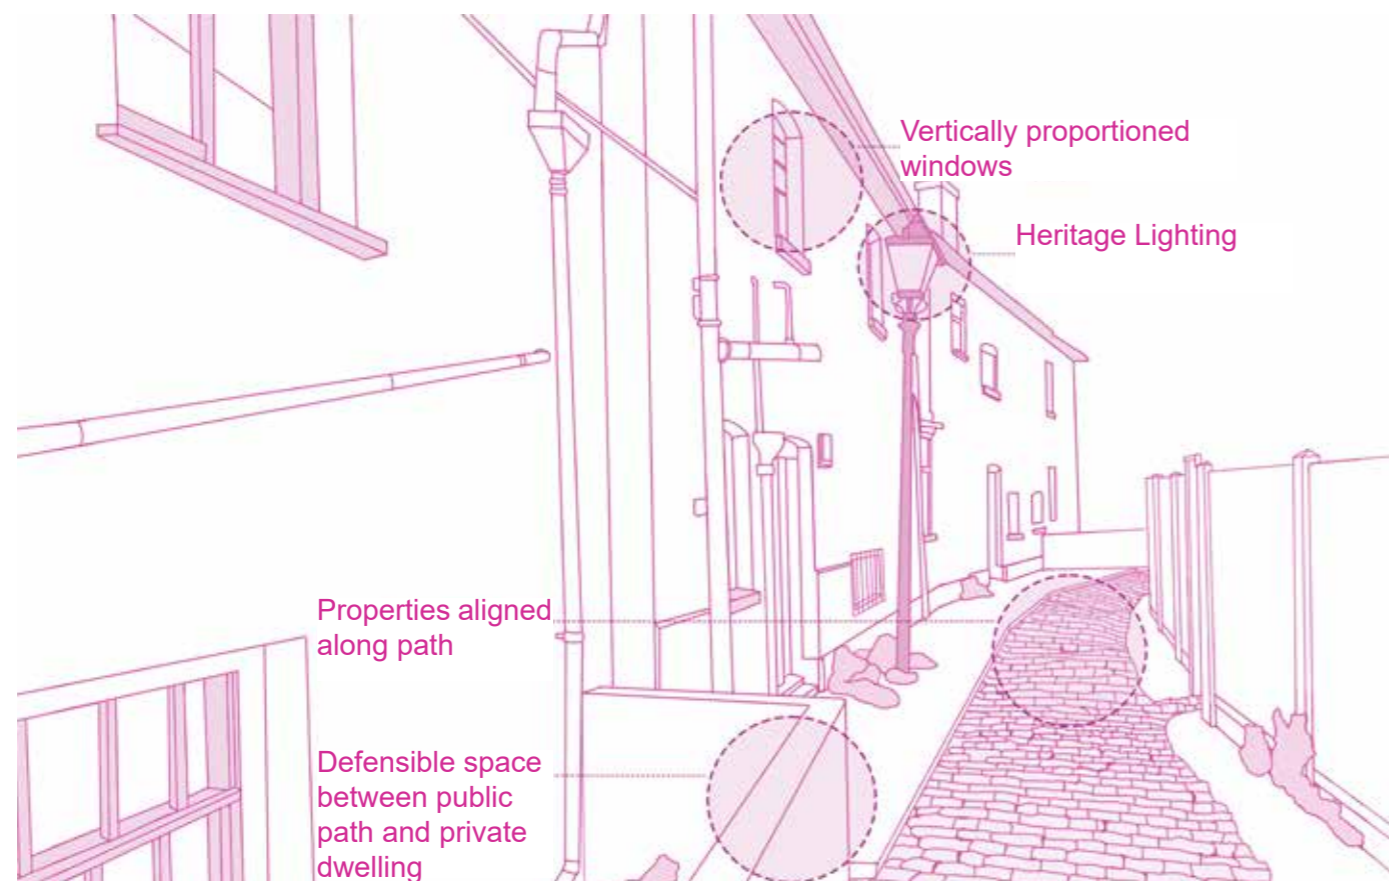 Vertically proportioned
windows
Heritage Lighting
Properties aligned
along path
Defensible space
between public
path and private
dwelling